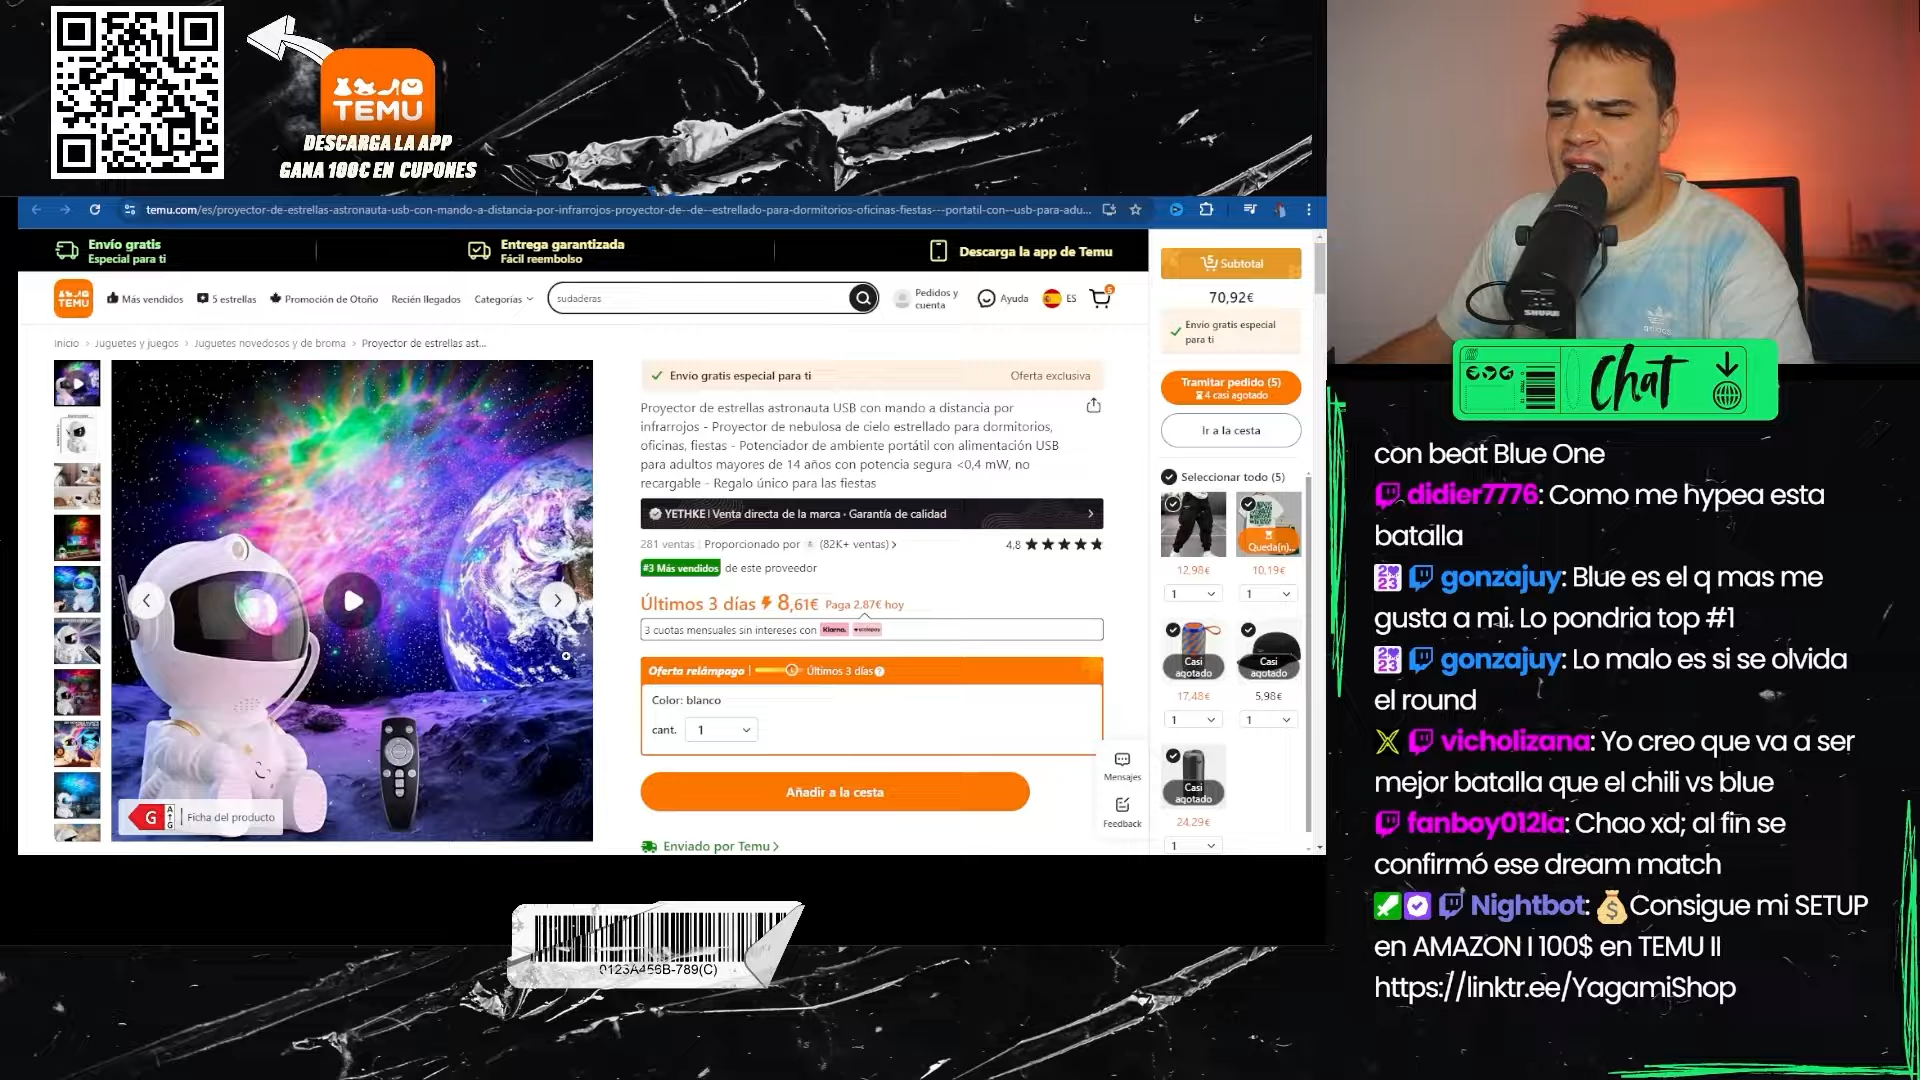 TEMU
DESCARGA LA APP
GANA 100€ EN CUPONES
temu.com/es/proyector-de-estrellas-astronauta-usb-con-mando-a-distancia-por-infrarrojos-proyector-de--de--estrellado-para-dormitorios-oficinas-fiestas---portatil-con--usb-para-adu...
Envío gratis
Especial para ti
Entrega garantizada
Fácil reembolso
Descarga la app de Temu
TEMU
Más vendidos
5 estrellas
Promoción de Otoño
Recién llegados
Categorías
sudaderas
Pedidos y
cuenta
Ayuda
ES
5
Inicio > Juguetes y juegos > Juguetes novedosos y de broma > Proyector de estrellas ast...
Envío gratis especial para ti
Oferta exclusiva
Proyector de estrellas astronauta USB con mando a distancia por
infrarrojos - Proyector de nebulosa de cielo estrellado para dormitorios,
oficinas, fiestas - Potenciador de ambiente portátil con alimentación USB
para adultos mayores de 14 años con potencia segura <0,4 mW, no
recargable - Regalo único para las fiestas
YETHKE | Venta directa de la marca · Garantía de calidad
281 ventas | Proporcionado por (82K+ ventas) >
4,8
#3 Más vendidos de este proveedor
Últimos 3 días 8,61€ Paga 2,87€ hoy
3 cuotas mensuales sin intereses con Klarna.
Oferta relámpago | Últimos 3 días
Color: blanco
cant. 1
Añadir a la cesta
Enviado por Temu >
G
A
G
Ficha del producto
Mensajes
Feedback
Subtotal
70,92€
Envío gratis especial
para ti
Tramitar pedido (5)
4 casi agotado
Ir a la cesta
Seleccionar todo (5)
Queda(n)...
12,98€
10,19€
1
1
Casi
agotado
Casi
agotado
17,48€
5,98€
1
1
Casi
agotado
24,29€
1
SHURE
adidas
Chat
con beat Blue One
didier7776: Como me hypea esta
batalla
gonzajuy: Blue es el q mas me
gusta a mi. Lo pondria top #1
gonzajuy: Lo malo es si se olvida
el round
vicholizana: Yo creo que va a ser
mejor batalla que el chili vs blue
fanboy012la: Chao xd; al fin se
confirmó ese dream match
Nightbot: Consigue mi SETUP
en AMAZON | 100$ en TEMU ||
https://linktr.ee/YagamiShop
0123A456B-789(C)